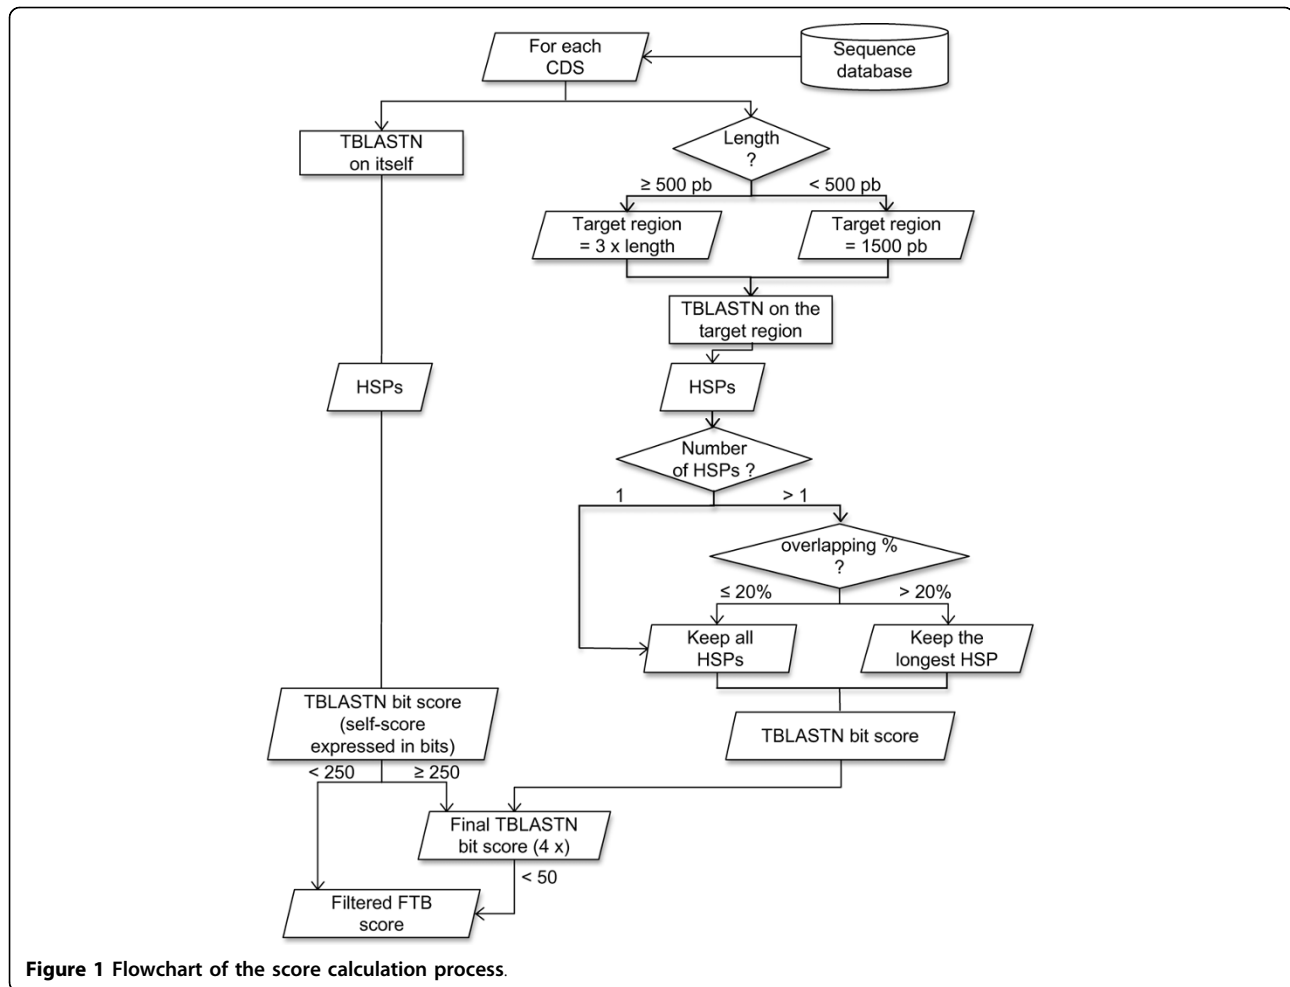 For each
CDS
Sequence
database
TBLASTN
on itself
Length
?
≥ 500 pb
< 500 pb
Target region
= 3 x length
Target region
= 1500 pb
TBLASTN on the
target region
HSPs
HSPs
Number
of HSPs ?
1
> 1
overlapping %
?
≤ 20%
> 20%
Keep all
HSPs
Keep the
longest HSP
TBLASTN bit score
(self-score
expressed in bits)
TBLASTN bit score
< 250
≥ 250
Final TBLASTN
bit score (4 x)
< 50
Filtered FTB
score
Figure 1 Flowchart of the score calculation process.